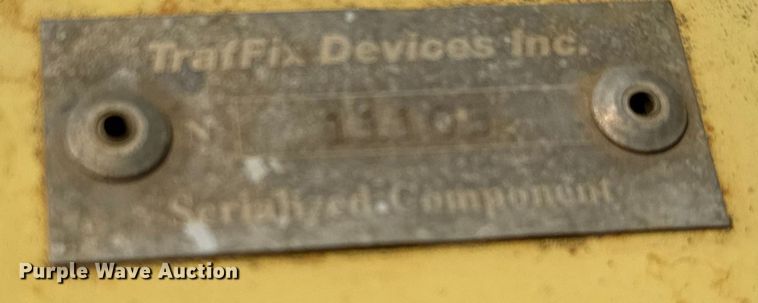 TrafFix Devices Inc.
Serialized Component
Purple Wave Auction